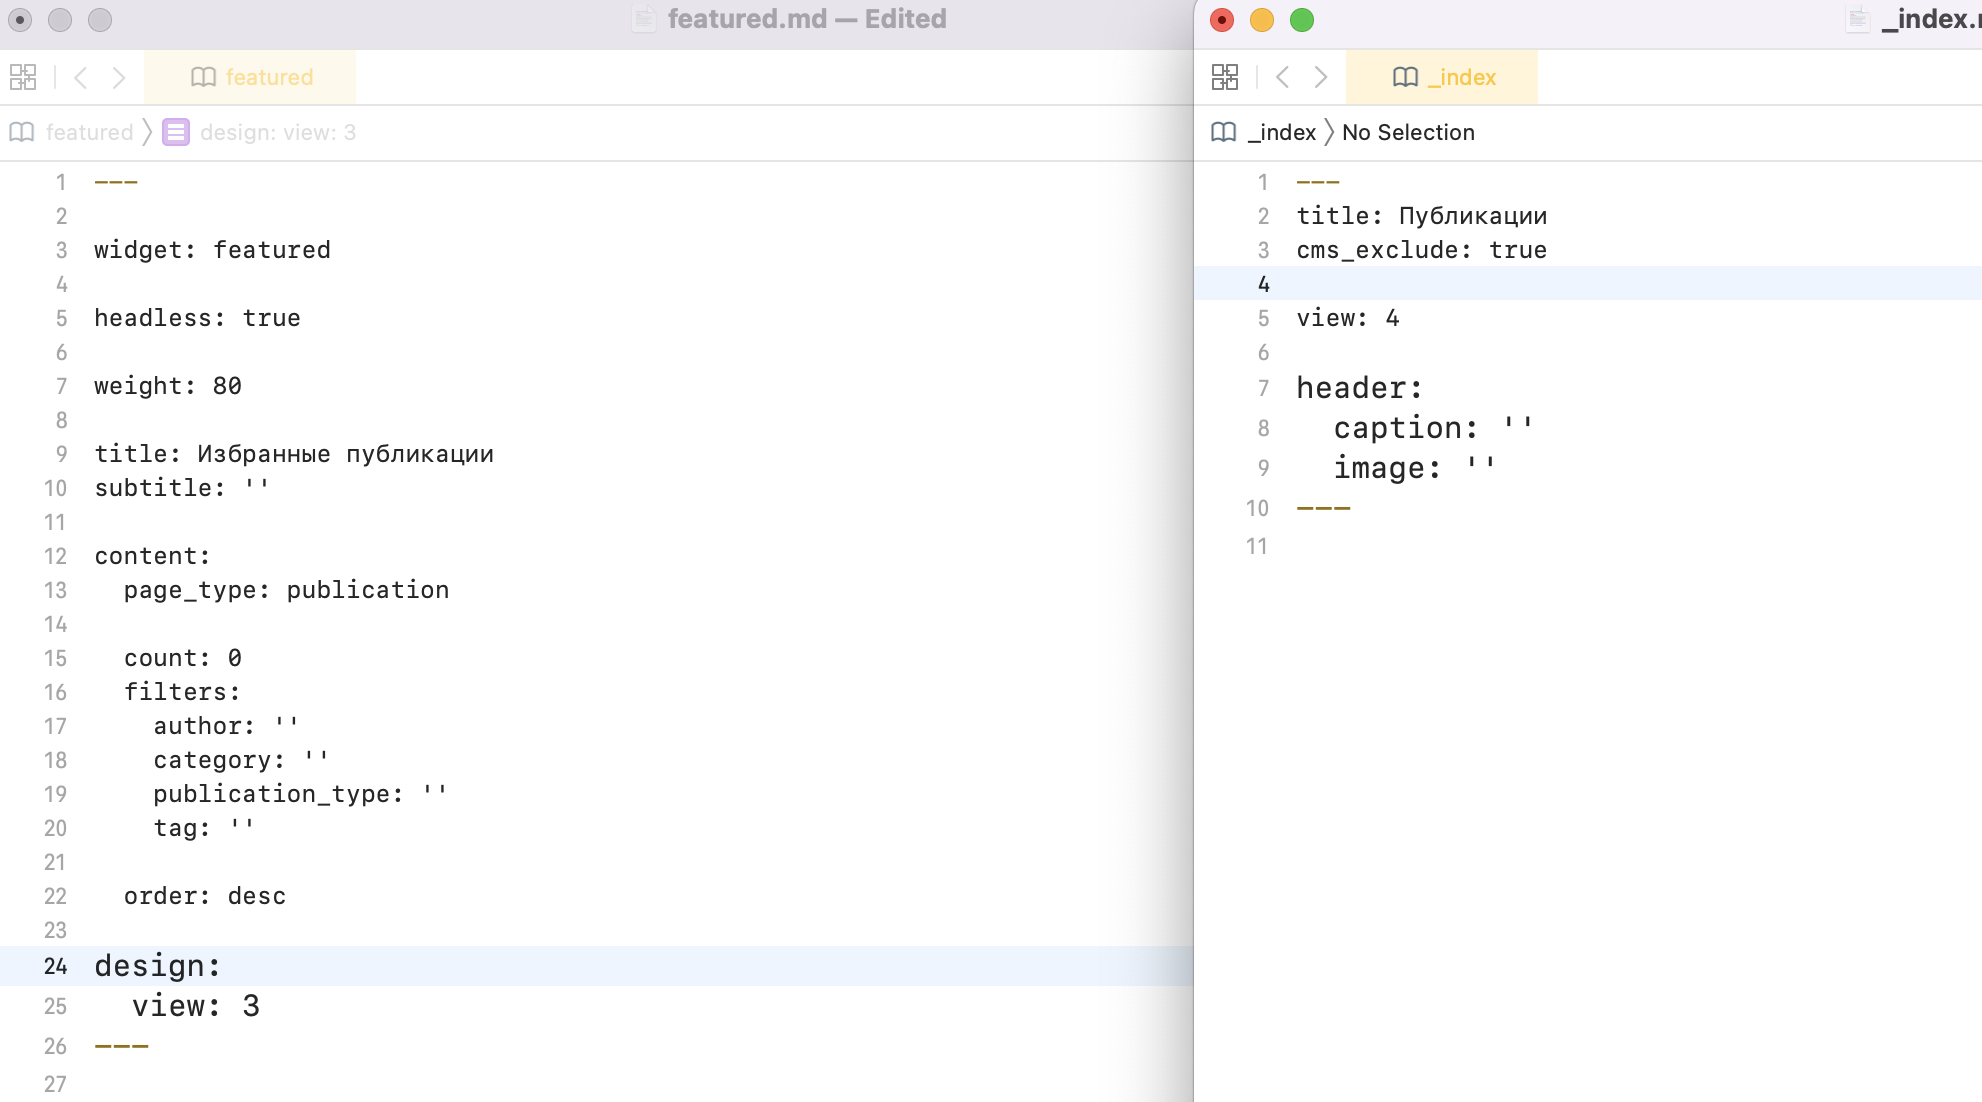 featured.md — Edited
featured
featured design: view: 3
1 ---
2
3 widget: featured
4
5 headless: true
6
7 weight: 80
8
9 title: Избранные публикации
10 subtitle: ''
11
12 content:
13   page_type: publication
14
15   count: 0
16   filters:
17     author: ''
18     category: ''
19     publication_type: ''
20     tag: ''
21
22   order: desc
23
24 design:
25   view: 3
26 ---
27
_index.
_index
_index No Selection
1 ---
2 title: Публикации
3 cms_exclude: true
4
5 view: 4
6
7 header:
8   caption: ''
9   image: ''
10 ---
11